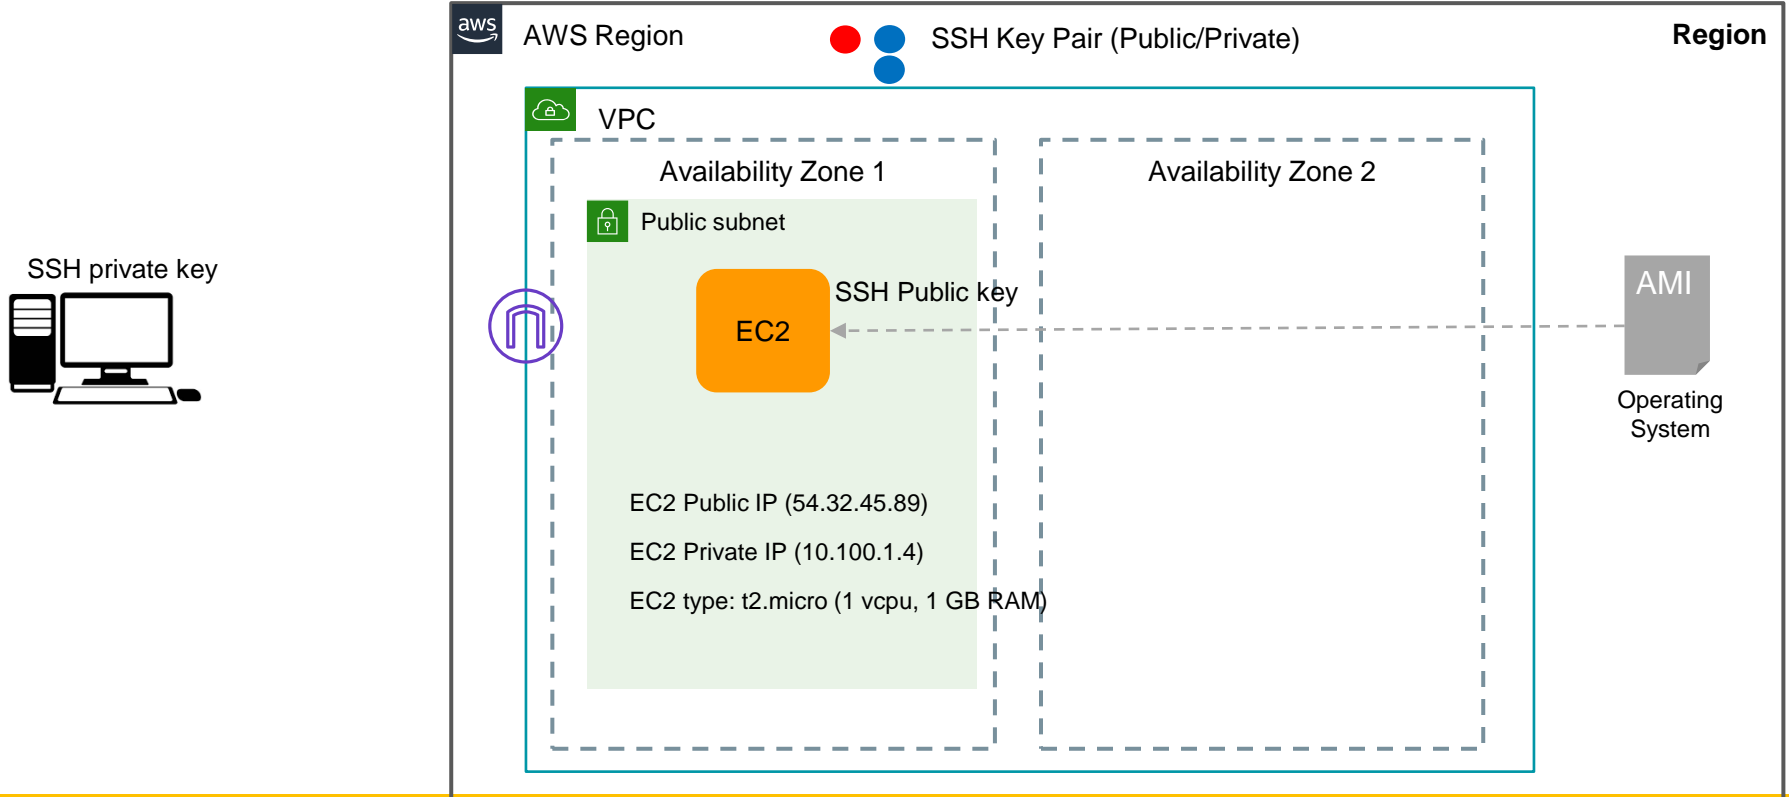 aws
AWS Region
SSH Key Pair (Public/Private)
Region
VPC
Availability Zone 1
Availability Zone 2
Public subnet
SSH private key
SSH Public key
EC2
AMI
Operating
System
EC2 Public IP (54.32.45.89)
EC2 Private IP (10.100.1.4)
EC2 type: t2.micro (1 vcpu, 1 GB RAM)